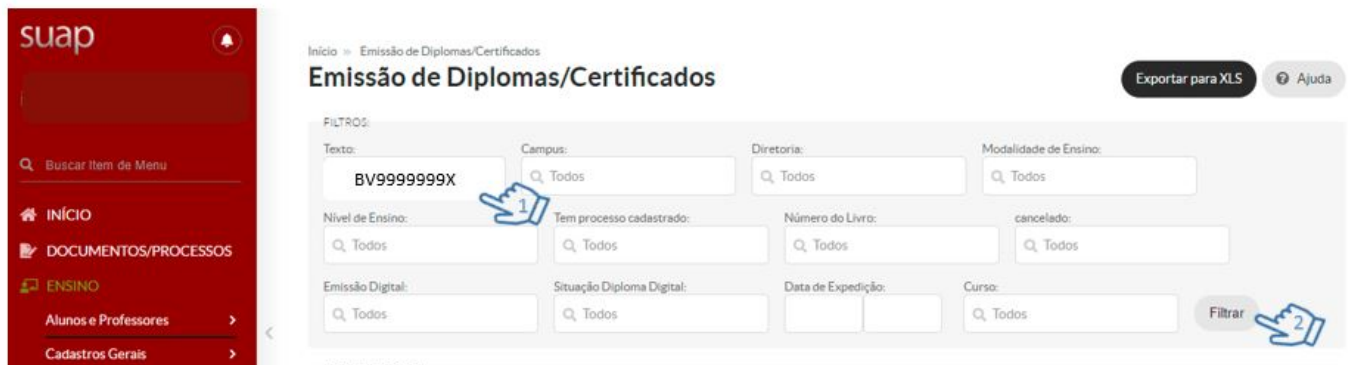 suap
Buscar Item de Menu
INÍCIO
DOCUMENTOS/PROCESSOS
ENSINO
Alunos e Professores
Cadastros Gerais
Início » Emissão de Diplomas/Certificados
Emissão de Diplomas/Certificados
Exportar para XLS
Ajuda
FILTROS:
Texto: Campus: Diretoria: Modalidade de Ensino:
BV9999999X Todos Todos Todos
1
Nível de Ensino: Tem processo cadastrado: Número do Livro: cancelado:
Todos Todos Todos Todos
Emissão Digital: Situação Diploma Digital: Data de Expedição: Curso:
Todos Todos Todos Filtrar
2